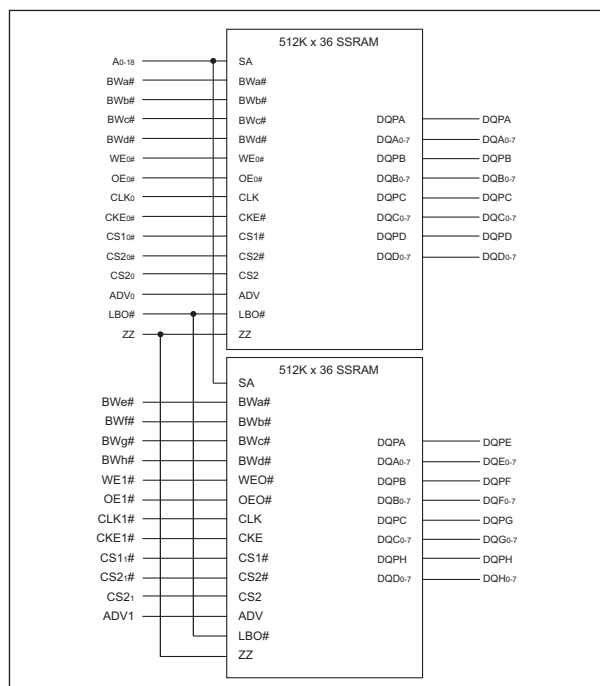 512K x 36 SSRAM
A0-18 SA
BWa# BWa#
BWb# BWb#
BWc# BWc# DQPA DQPA
BWd# BWd# DQA0-7 DQA0-7
WE0# WE0# DQPB DQPB
OE0# OE0# DQB0-7 DQB0-7
CLK0 CLK DQPC DQPC
CKE0# CKE# DQC0-7 DQC0-7
CS10# CS1# DQPD DQPD
CS20# CS2# DQD0-7 DQD0-7
CS20 CS2
ADV0 ADV
LBO# LBO#
ZZ ZZ
512K x 36 SSRAM
SA
BWe# BWa#
BWf# BWb#
BWg# BWc# DQPA DQPE
BWh# BWd# DQA0-7 DQE0-7
WE1# WEO# DQPB DQPF
OE1# OEO# DQB0-7 DQF0-7
CLK1# CLK DQPC DQPG
CKE1# CKE DQC0-7 DQG0-7
CS11# CS1# DQPH DQPH
CS21# CS2# DQD0-7 DQH0-7
CS21 CS2
ADV1 ADV
LBO#
ZZ